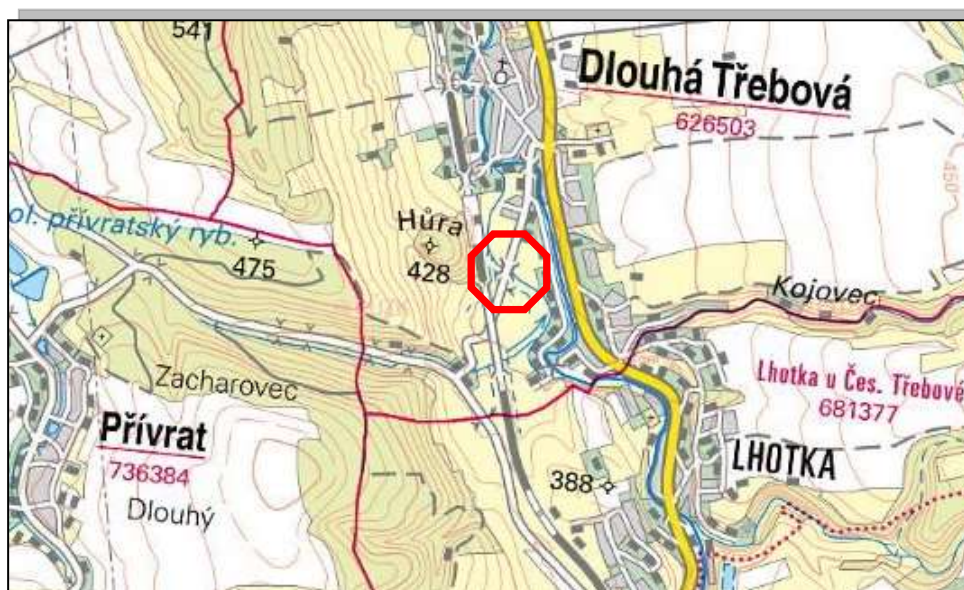 541
Dlouhá Třebová
626503
450
ol. přívratský ryb.
475
Hůra
428
Kojovec
Zacharovec
Lhotka u Čes. Třebové
681377
Přívrat
736384
LHOTKA
388
Dlouhý